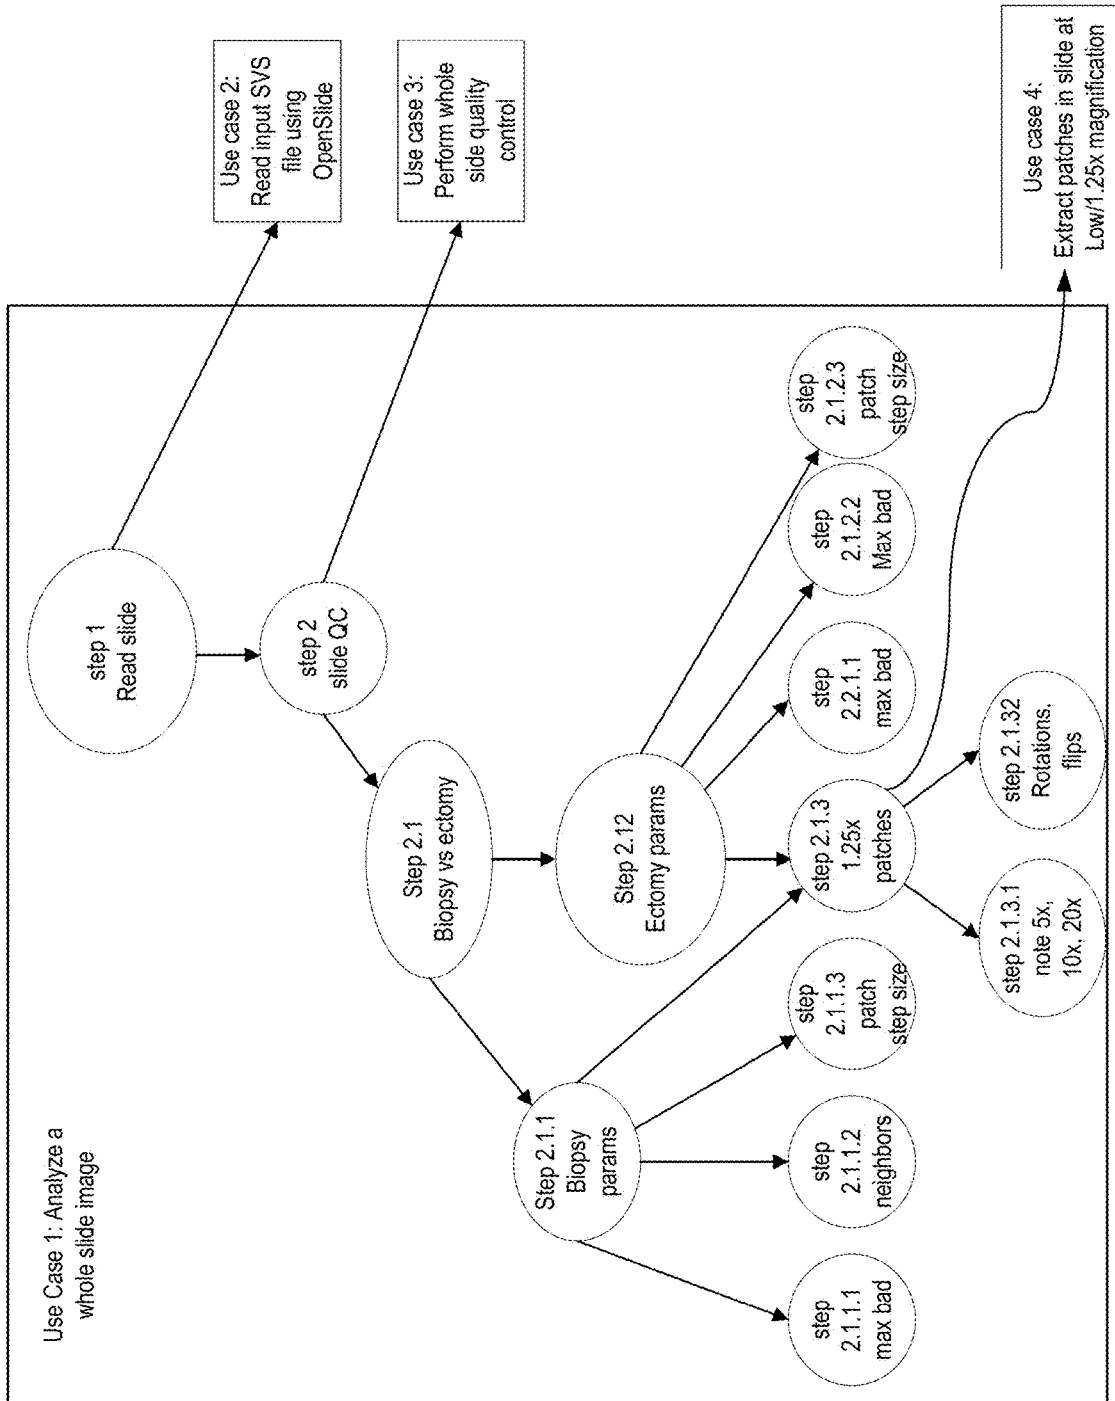 Use Case 1: Analyze a
whole slide image
step 1
Read slide
Use case 2:
Read input SVS
file using
OpenSlide
step 2
slide QC
Use case 3:
Perform whole
side quality
control
Step 2.1
Biopsy vs ectomy
Step 2.1.1
Biopsy
params
Step 2.12
Ectomy params
step
2.1.1.1
max bad
step
2.1.1.2
neighbors
step
2.1.1.3
patch
step size
step 2.1.3
1.25x
patches
step
2.2.1.1
max bad
step
2.1.2.2
Max bad
step
2.1.2.3
patch
step size
step 2.1.3.1
note 5x,
10x, 20x
step 2.1.32
Rotations,
flips
Use case 4:
Extract patches in slide at
Low/1.25x magnification